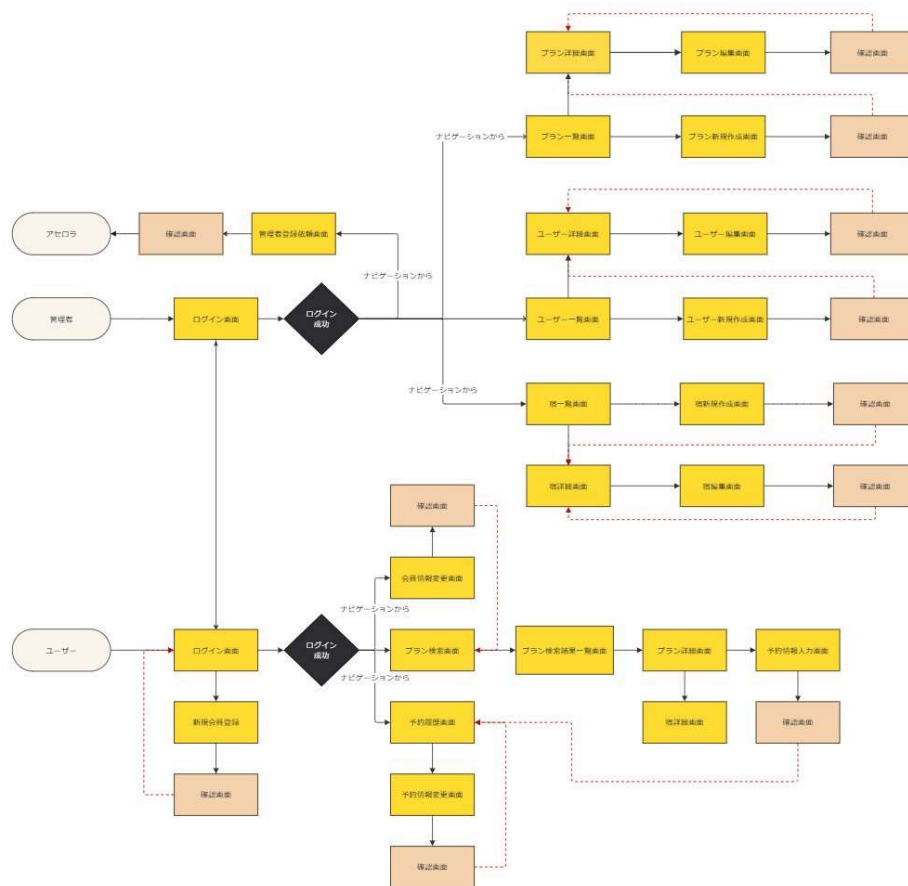 プラン詳細画面
プラン編集画面
確認画面
ナビゲーションから
プラン一覧画面
プラン新規作成画面
確認画面
アセロラ
確認画面
管理者登録依頼画面
ユーザー詳細画面
ユーザー編集画面
確認画面
ナビゲーションから
管理者
ログイン画面
ログイン
成功
ユーザー一覧画面
ユーザー新規作成画面
確認画面
ナビゲーションから
宿一覧画面
宿新規作成画面
確認画面
宿詳細画面
宿編集画面
確認画面
確認画面
会員情報変更画面
ナビゲーションから
ユーザー
ログイン画面
ログイン
成功
プラン検索画面
プラン検索結果一覧画面
プラン詳細画面
予約情報入力画面
ナビゲーションから
新規会員登録
予約履歴画面
宿詳細画面
確認画面
確認画面
予約情報変更画面
確認画面